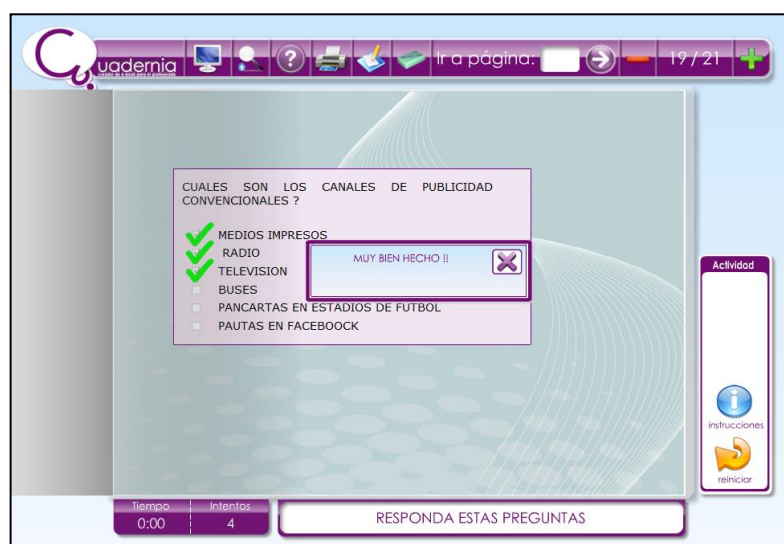 Cuadernia
Ir a página:
19 / 21
CUALES SON LOS CANALES DE PUBLICIDAD
CONVENCIONALES ?
MEDIOS IMPRESOS
RADIO
TELEVISION
BUSES
PANCARTAS EN ESTADIOS DE FUTBOL
PAUTAS EN FACEBOOCK
MUY BIEN HECHO !!
Actividad
instrucciones
reiniciar
Tiempo
0:00
Intentos
4
RESPONDA ESTAS PREGUNTAS